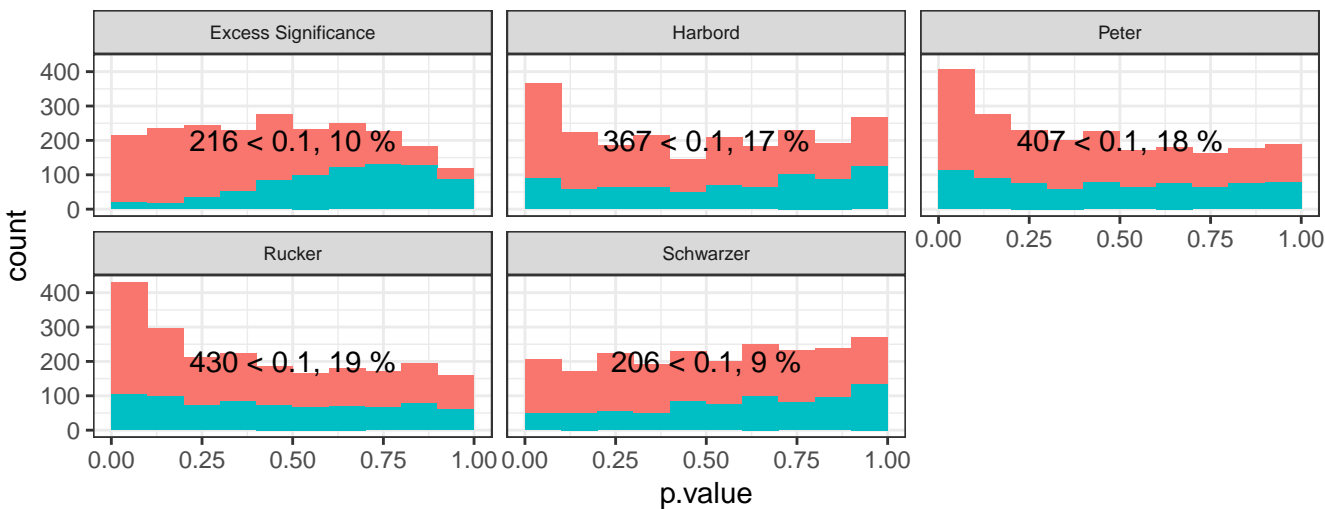 Excess Significance
Harbord
Peter
400
300
200
100
0
216 < 0.1, 10 %
367 < 0.1, 17 %
407 < 0.1, 18 %
0.00 0.25 0.50 0.75 1.00
count
Rucker
Schwarzer
400
300
200
100
0
430 < 0.1, 19 %
206 < 0.1, 9 %
0.00 0.25 0.50 0.75 1.00
0.00 0.25 0.50 0.75 1.00
p.value